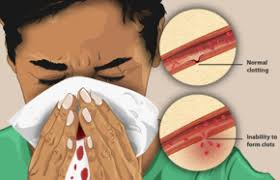 Normal
clotting
Inability to
form clots